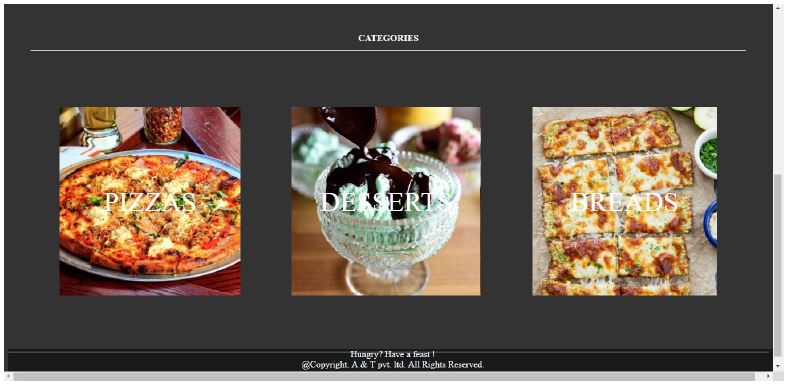 CATEGORIES
PIZZAS
DESSERTS
BREADS
Hungry? Have a feast !
@Copyright. A & T pvt. ltd. All Rights Reserved.